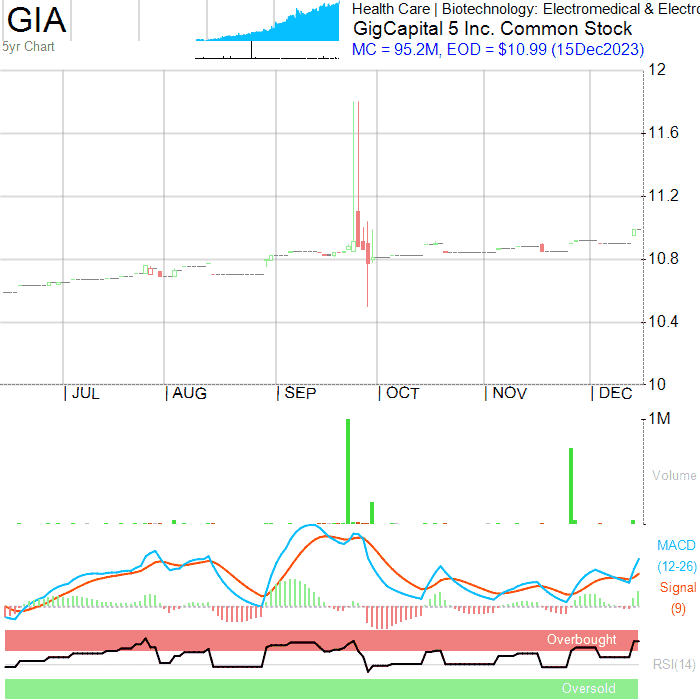 GIA
5yr Chart
Health Care | Biotechnology: Electromedical & Electro
GigCapital 5 Inc. Common Stock
MC = 95.2M, EOD = $10.99 (15Dec2023)
12
11.6
11.2
10.8
10.4
10
| JUL | AUG | SEP | OCT | NOV | DEC
1M
Volume
MACD
(12-26)
Signal
(9)
Overbought
RSI(14)
Oversold